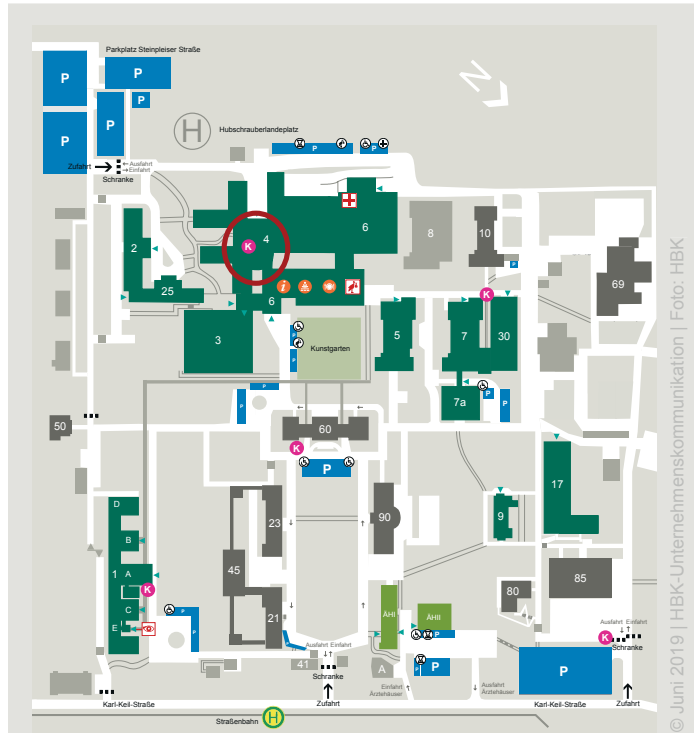 Parkplatz Steinpleiser Straße
P
P
P
P
P
H
Hubschrauberlandeplatz
P
P
Zufahrt
Ausfahrt
Einfahrt
Schranke
2
4
K
6
8
10
69
25
i
6
K
3
P
P
Kunstgarten
5
7
30
7a
P
P
P
P
50
60
K
P
D
B
1
A
K
C
E
P
23
45
21
90
9
17
80
85
ÄHI
ÄHII
P
41
Ausfahrt Einfahrt
Schranke
A
P
Einfahrt
Ärztehäuser
Ausfahrt
Ärztehäuser
P
K
Ausfahrt Einfahrt
Schranke
Karl-Keil-Straße
Zufahrt
Karl-Keil-Straße
Zufahrt
Straßenbahn
H
© Juni 2019 | HBK-Unternehmenskommunikation | Foto: HBK